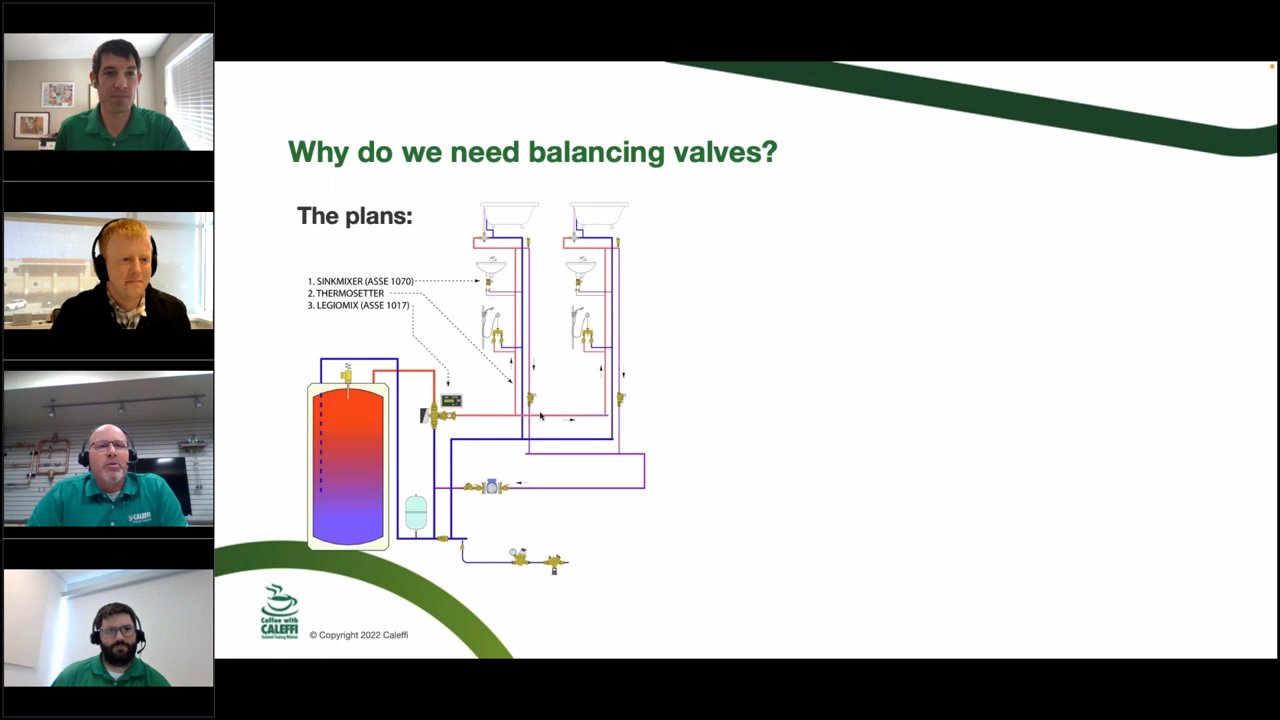 Why do we need balancing valves?
The plans:
1. SINKMIXER (ASSE 1070)
2. THERMOSETTER
3. LEGIOMIX (ASSE 1017)
Coffee with
CALEFFI
© Copyright 2022 Caleffi
CALEFFI